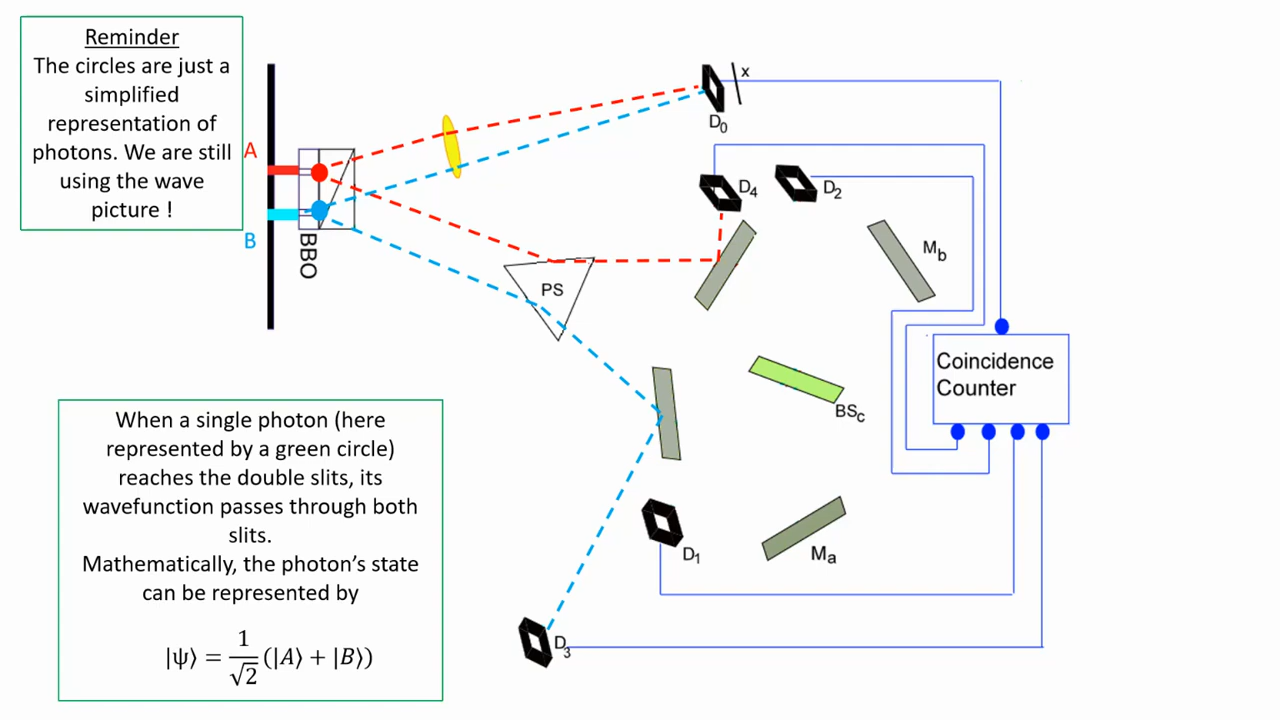 Reminder
The circles are just a
simplified
representation of
photons. We are still
using the wave
picture !
A
B
BBO
PS
x
D0
D4
D2
Mb
BSc
Coincidence
Counter
D1
Ma
D3
When a single photon (here
represented by a green circle)
reaches the double slits, its
wavefunction passes through both
slits.
Mathematically, the photon's state
can be represented by
|ψ⟩ = 1/√2 (|A⟩ + |B⟩)